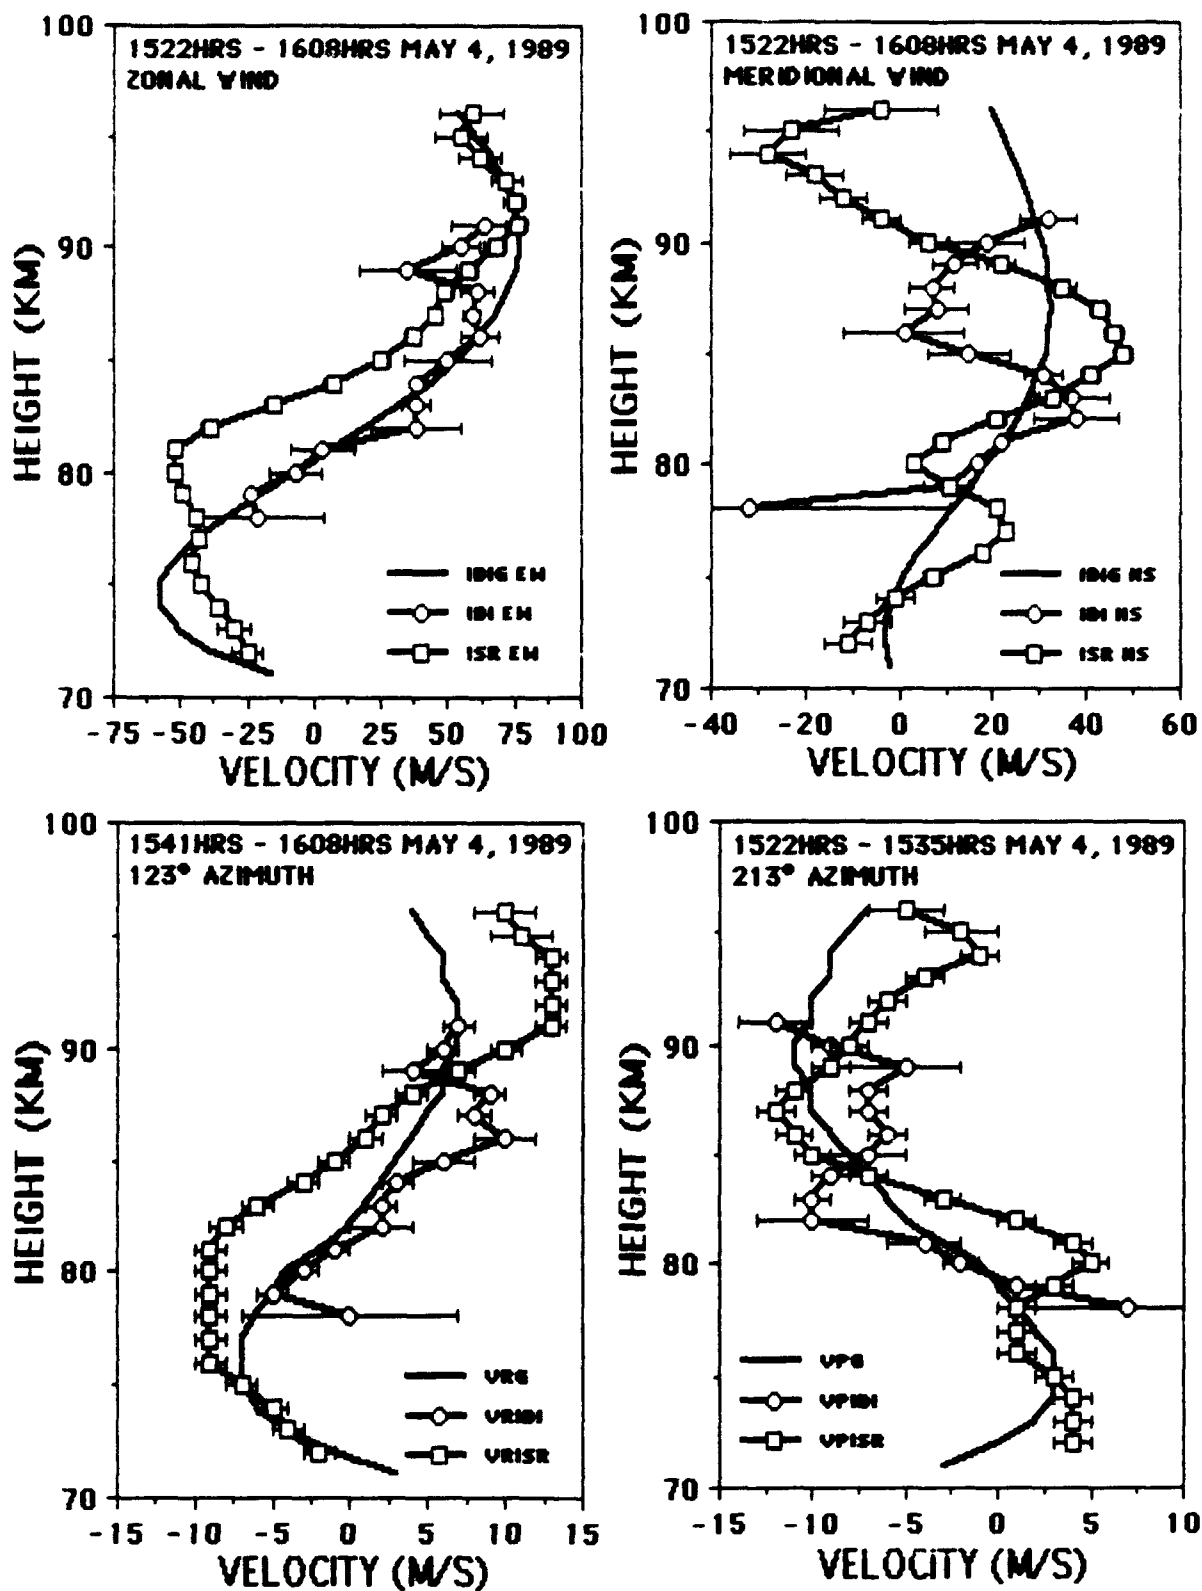 100
1522HRS - 1608HRS MAY 4, 1989
ZONAL WIND
90
80
70
HEIGHT (KM)
IDIG EW
IDI EW
ISR EW
-75 -50 -25 0 25 50 75 100
VELOCITY (M/S)
100
1522HRS - 1608HRS MAY 4, 1989
MERIDIONAL WIND
90
80
70
HEIGHT (KM)
IDIG NS
IDI NS
ISR NS
-40 -20 0 20 40 60
VELOCITY (M/S)
100
1541HRS - 1608HRS MAY 4, 1989
123° AZIMUTH
90
80
70
HEIGHT (KM)
VRG
VRIDI
VRISR
-15 -10 -5 0 5 10 15
VELOCITY (M/S)
100
1522HRS - 1535HRS MAY 4, 1989
213° AZIMUTH
90
80
70
HEIGHT (KM)
VPG
VPIDI
VPISR
-15 -10 -5 0 5 10
VELOCITY (M/S)